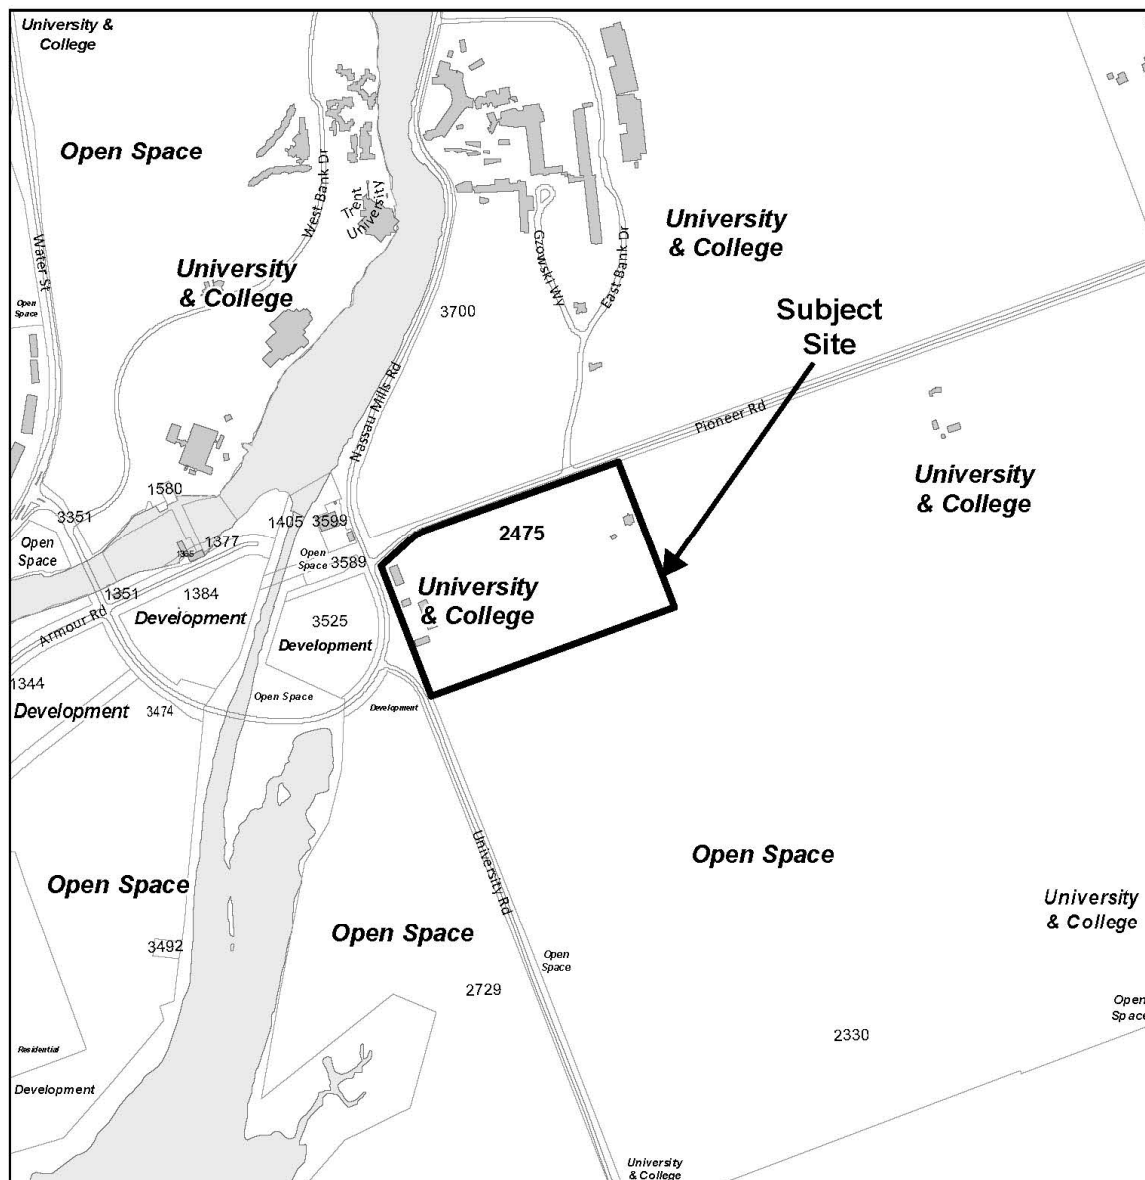 University &
College
Open Space
West Bank Dr
Trent
University
Water St
University
& College
Open
Space
University
& College
Gzowski Wy
East Bank Dr
3700
Subject
Site
Nassau Mills Rd
Pioneer Rd
University
& College
1580
3351
1405
3599
2475
1377
Open
Space
Open
Space
3589
University
& College
1351
1384
Development
Armour Rd
3525
Development
1344
Development
3474
Open Space
Development
University Rd
Open Space
Open Space
University
& College
Open Space
3492
Open
Space
2729
Open
Space
2330
Residential
Development
University
& College